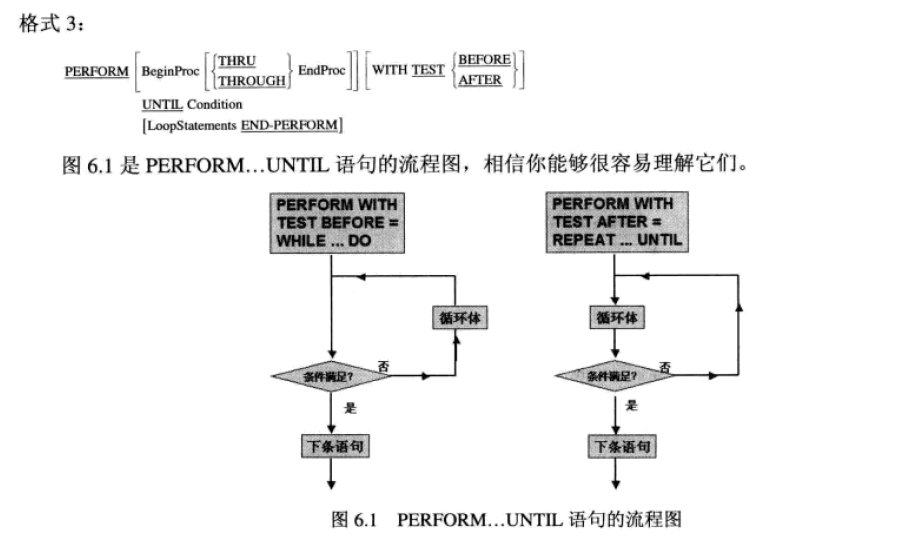 格式 3：
PERFORM [BeginProc [{THRU THROUGH} EndProc]] [WITH TEST {BEFORE AFTER}]
UNTIL Condition
[LoopStatements END-PERFORM]
图 6.1 是 PERFORM…UNTIL 语句的流程图，相信你能够很容易理解它们。
PERFORM WITH
TEST BEFORE =
WHILE ... DO
循环体
条件满足?
否
是
下条语句
PERFORM WITH
TEST AFTER =
REPEAT ... UNTIL
循环体
条件满足?
否
是
下条语句
图 6.1 PERFORM…UNTIL 语句的流程图